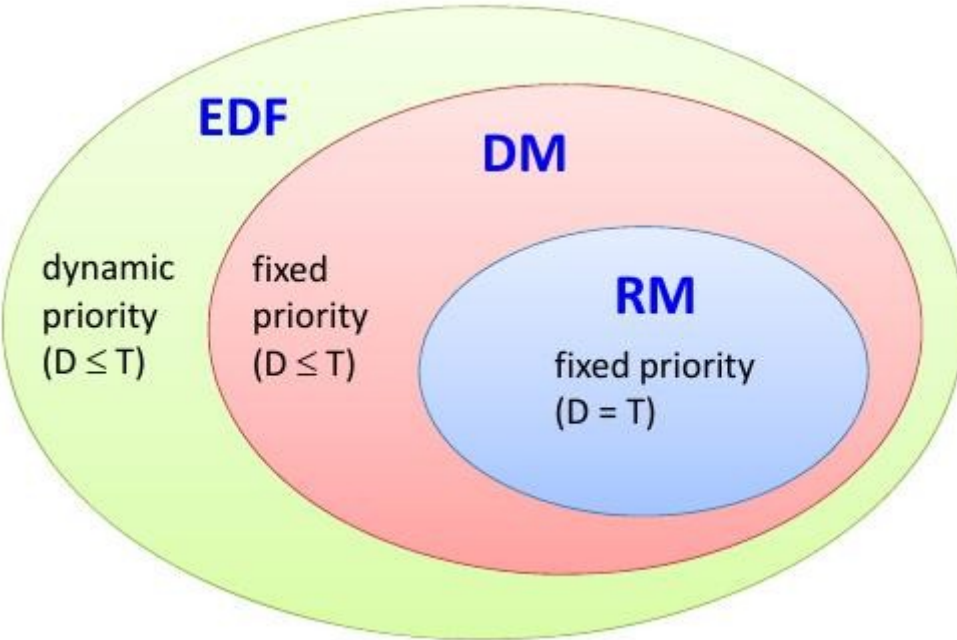 EDF
DM
dynamic
priority
(D ≤ T)
fixed
priority
(D ≤ T)
RM
fixed priority
(D = T)